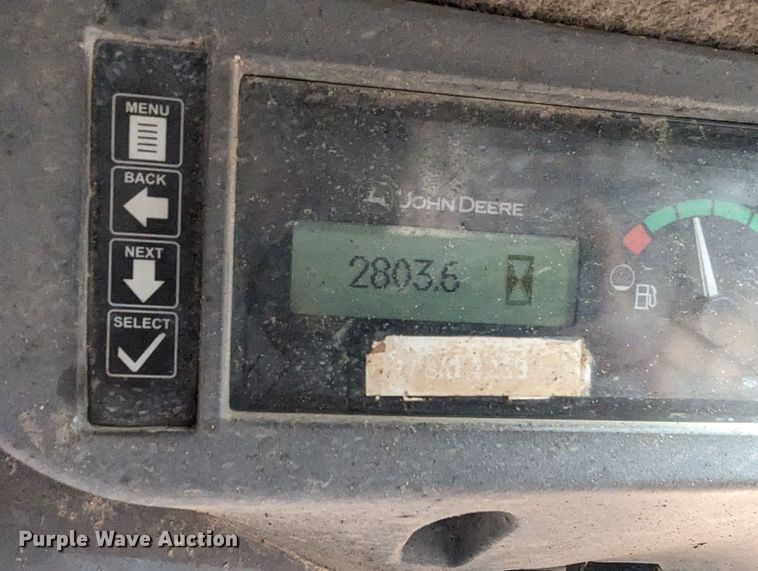 MENU
BACK
NEXT
SELECT
JOHN DEERE
2803.6
Purple Wave Auction